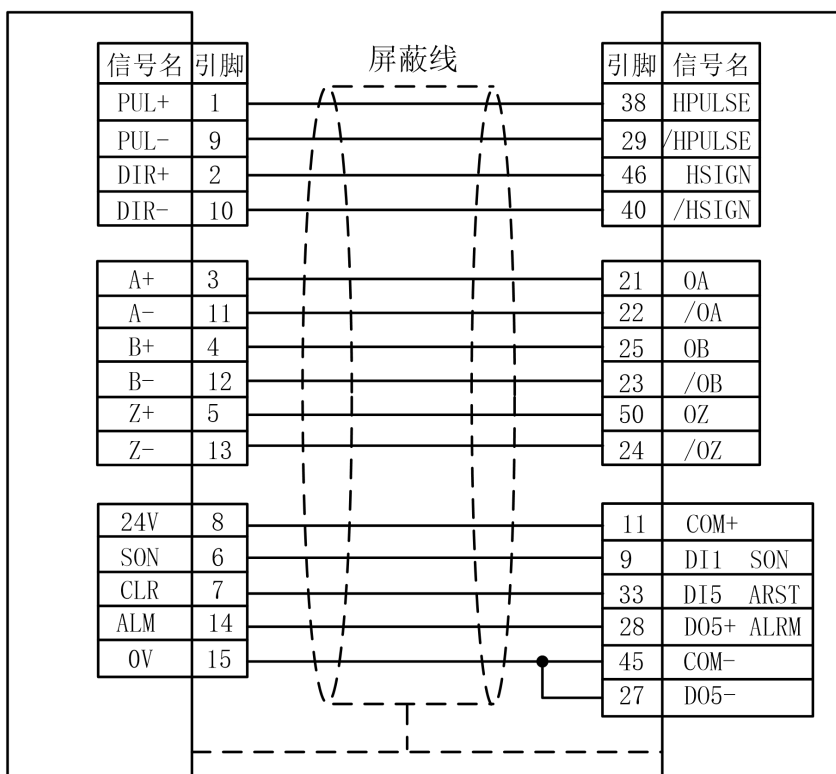 屏蔽线
信号名 引脚 引脚 信号名
PUL+ 1 38 HPULSE
PUL- 9 29 /HPULSE
DIR+ 2 46 HSIGN
DIR- 10 40 /HSIGN
A+ 3 21 OA
A- 11 22 /OA
B+ 4 25 OB
B- 12 23 /OB
Z+ 5 50 OZ
Z- 13 24 /OZ
24V 8 11 COM+
SON 6 9 DI1 SON
CLR 7 33 DI5 ARST
ALM 14 28 DO5+ ALRM
0V 15 45 COM-
27 DO5-